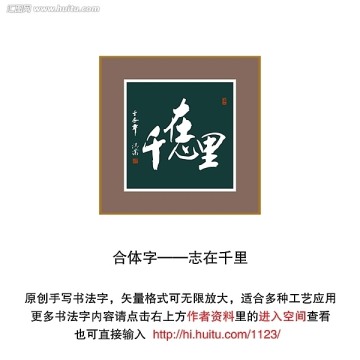 汇图网 www.huitu.com
志在千里
合体字——志在千里
原创手写书法字，矢量格式可无限放大，适合多种工艺应用
更多书法字内容请点击右上方作者资料里的进入空间查看
也可直接输入 http://hi.huitu.com/1123/